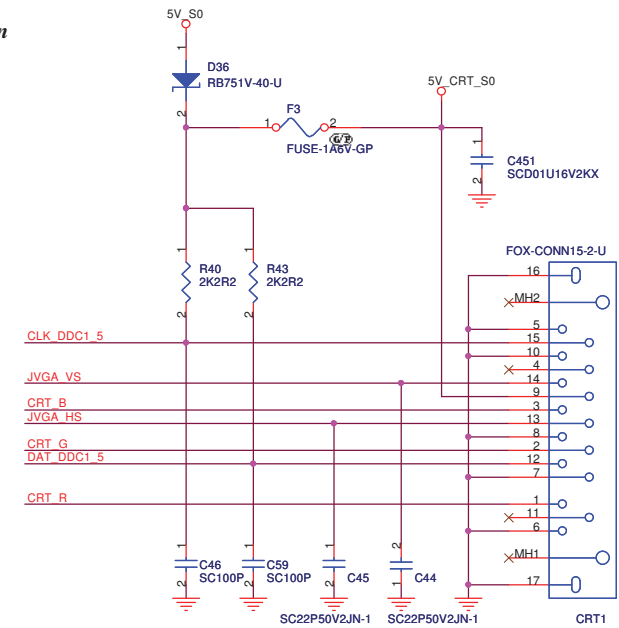 n
5V_S0
1
D36
RB751V-40-U
2
5V_CRT_S0
F3
1
2
G/P
FUSE-1A6V-GP
1
C451
SCD01U16V2KX
2
FOX-CONN15-2-U
1
R40
2K2R2
2
1
R43
2K2R2
2
16
MH2
5
CLK_DDC1_5
15
10
4
JVGA_VS
14
9
CRT_B
3
JVGA_HS
13
8
CRT_G
2
DAT_DDC1_5
12
7
CRT_R
1
11
6
MH1
17
1
C46
SC100P
2
1
C59
SC100P
2
1
C45
2
2
C44
1
SC22P50V2JN-1
SC22P50V2JN-1
CRT1